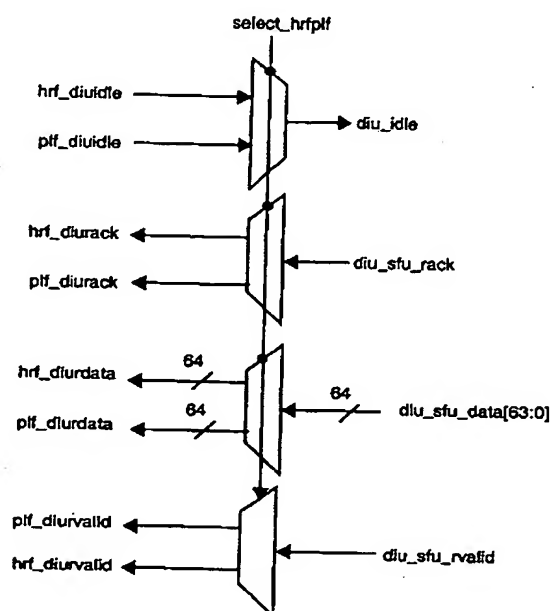 select_hrfplf
hrf_diuidle
plf_diuidle
diu_idle
hrf_diurack
plf_diurack
diu_sfu_rack
64
hrf_diurdata
64
plf_diurdata
64
diu_sfu_data[63:0]
plf_diurvalid
hrf_diurvalid
diu_sfu_rvalid